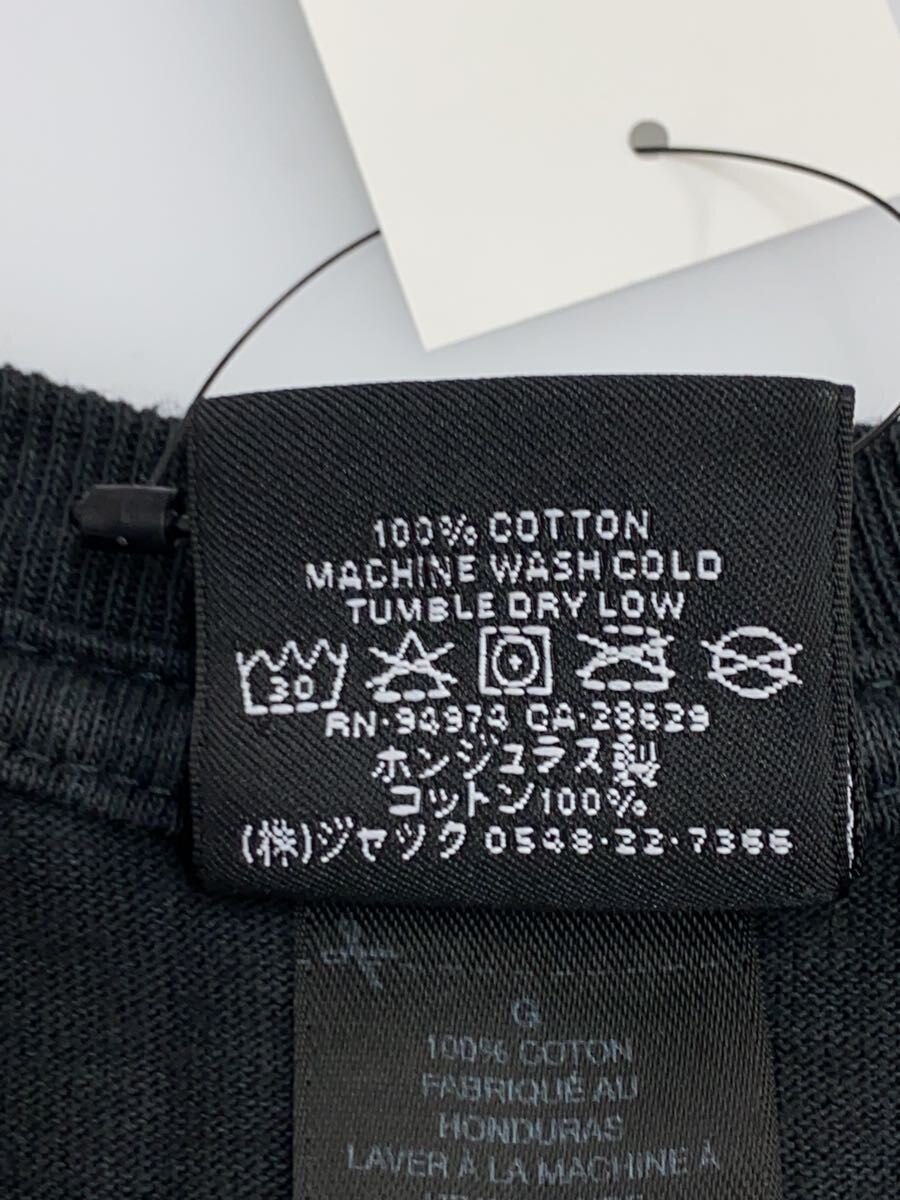 100% COTTON
MACHINE WASH COLD
TUMBLE DRY LOW
30
RN·94974 CA·28629
ホンジュラス製
コットン100%
(株)ジャック 0548·22·7366
G
100% COTON
FABRIQUÉ AU
HONDURAS
LAVER À LA MACHINE À